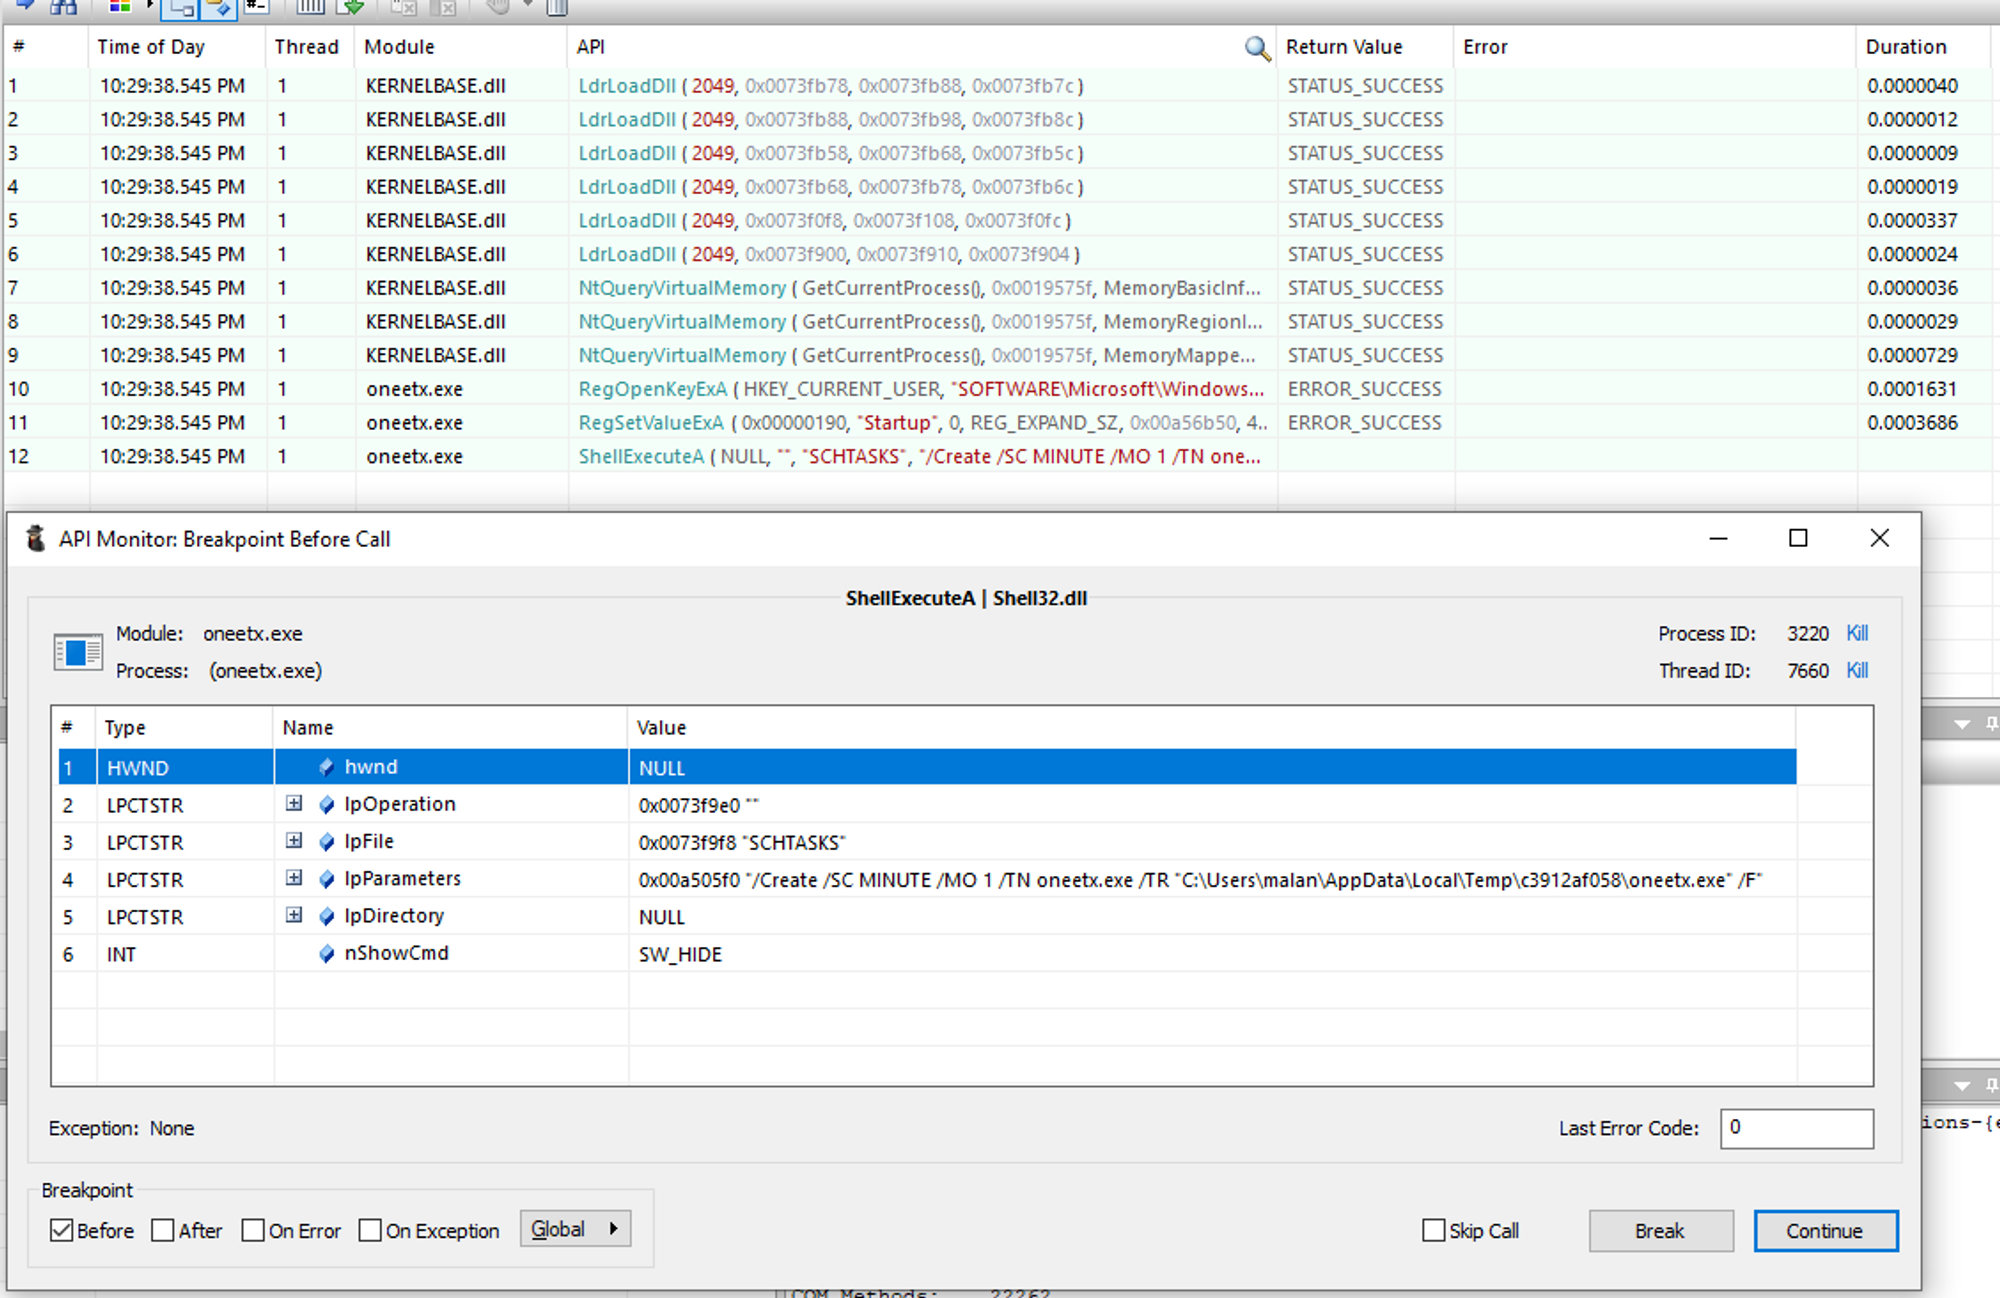 # Time of Day Thread Module API Return Value Error Duration
1 10:29:38.545 PM 1 KERNELBASE.dll LdrLoadDll ( 2049, 0x0073fb78, 0x0073fb88, 0x0073fb7c ) STATUS_SUCCESS 0.0000040
2 10:29:38.545 PM 1 KERNELBASE.dll LdrLoadDll ( 2049, 0x0073fb88, 0x0073fb98, 0x0073fb8c ) STATUS_SUCCESS 0.0000012
3 10:29:38.545 PM 1 KERNELBASE.dll LdrLoadDll ( 2049, 0x0073fb58, 0x0073fb68, 0x0073fb5c ) STATUS_SUCCESS 0.0000009
4 10:29:38.545 PM 1 KERNELBASE.dll LdrLoadDll ( 2049, 0x0073fb68, 0x0073fb78, 0x0073fb6c ) STATUS_SUCCESS 0.0000019
5 10:29:38.545 PM 1 KERNELBASE.dll LdrLoadDll ( 2049, 0x0073f0f8, 0x0073f108, 0x0073f0fc ) STATUS_SUCCESS 0.0000337
6 10:29:38.545 PM 1 KERNELBASE.dll LdrLoadDll ( 2049, 0x0073f900, 0x0073f910, 0x0073f904 ) STATUS_SUCCESS 0.0000024
7 10:29:38.545 PM 1 KERNELBASE.dll NtQueryVirtualMemory ( GetCurrentProcess(), 0x0019575f, MemoryBasicInf... STATUS_SUCCESS 0.0000036
8 10:29:38.545 PM 1 KERNELBASE.dll NtQueryVirtualMemory ( GetCurrentProcess(), 0x0019575f, MemoryRegionI... STATUS_SUCCESS 0.0000029
9 10:29:38.545 PM 1 KERNELBASE.dll NtQueryVirtualMemory ( GetCurrentProcess(), 0x0019575f, MemoryMappe... STATUS_SUCCESS 0.0000729
10 10:29:38.545 PM 1 oneetx.exe RegOpenKeyExA ( HKEY_CURRENT_USER, "SOFTWARE\Microsoft\Windows... ERROR_SUCCESS 0.0001631
11 10:29:38.545 PM 1 oneetx.exe RegSetValueExA ( 0x00000190, "Startup", 0, REG_EXPAND_SZ, 0x00a56b50, 4.. ERROR_SUCCESS 0.0003686
12 10:29:38.545 PM 1 oneetx.exe ShellExecuteA ( NULL, "", "SCHTASKS", "/Create /SC MINUTE /MO 1 /TN one...
API Monitor: Breakpoint Before Call
ShellExecuteA | Shell32.dll
Module: oneetx.exe Process ID: 3220 Kill
Process: (oneetx.exe) Thread ID: 7660 Kill
# Type Name Value
1 HWND hwnd NULL
2 LPCTSTR lpOperation 0x0073f9e0 ""
3 LPCTSTR lpFile 0x0073f9f8 "SCHTASKS"
4 LPCTSTR lpParameters 0x00a505f0 "/Create /SC MINUTE /MO 1 /TN oneetx.exe /TR "C:\Users\malan\AppData\Local\Temp\c3912af058\oneetx.exe" /F"
5 LPCTSTR lpDirectory NULL
6 INT nShowCmd SW_HIDE
Exception: None Last Error Code: 0
ions-{
Breakpoint
Before After On Error On Exception Global Skip Call Break Continue
COM Methods: 22262